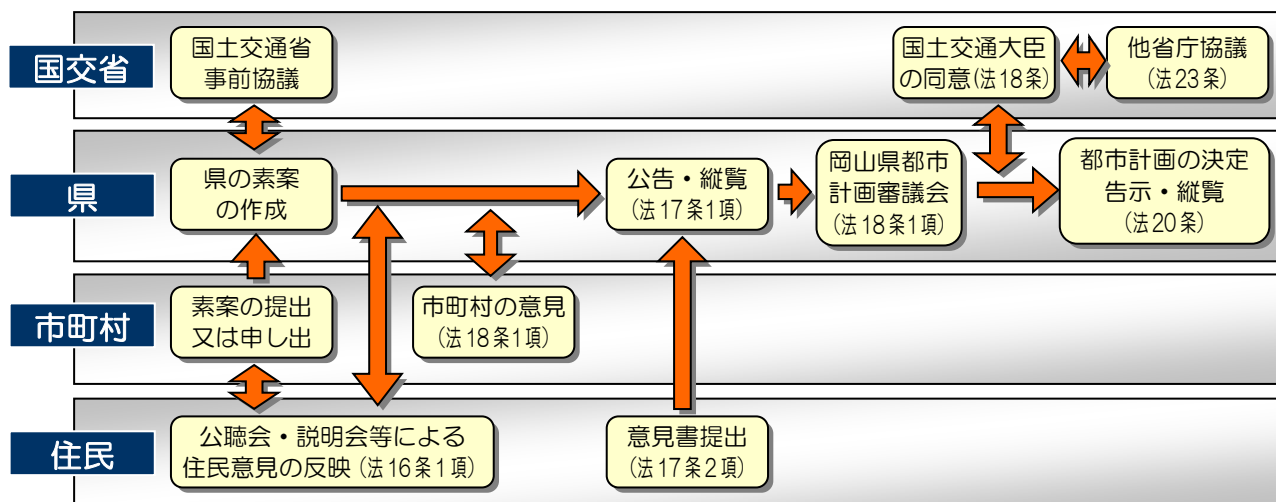 国交省
国土交通省
事前協議
国土交通大臣
の同意(法18条)
他省庁協議
(法23条)
県
県の素案
の作成
公告・縦覧
(法17条1項)
岡山県都市
計画審議会
(法18条1項)
都市計画の決定
告示・縦覧
(法20条)
市町村
素案の提出
又は申し出
市町村の意見
(法18条1項)
住民
公聴会・説明会等による
住民意見の反映(法16条1項)
意見書提出
(法17条2項)